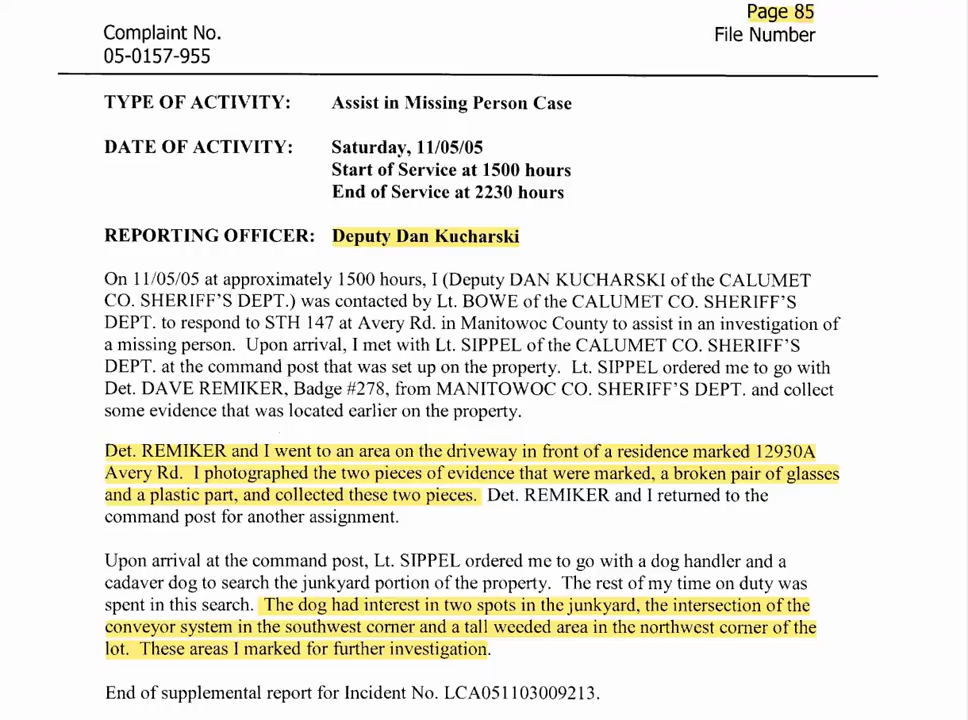 Page 85
Complaint No.
File Number
05-0157-955
TYPE OF ACTIVITY: Assist in Missing Person Case
DATE OF ACTIVITY: Saturday, 11/05/05
Start of Service at 1500 hours
End of Service at 2230 hours
REPORTING OFFICER: Deputy Dan Kucharski
On 11/05/05 at approximately 1500 hours, I (Deputy DAN KUCHARSKI of the CALUMET
CO. SHERIFF'S DEPT.) was contacted by Lt. BOWE of the CALUMET CO. SHERIFF'S
DEPT. to respond to STH 147 at Avery Rd. in Manitowoc County to assist in an investigation of
a missing person. Upon arrival, I met with Lt. SIPPEL of the CALUMET CO. SHERIFF'S
DEPT. at the command post that was set up on the property. Lt. SIPPEL ordered me to go with
Det. DAVE REMIKER, Badge #278, from MANITOWOC CO. SHERIFF'S DEPT. and collect
some evidence that was located earlier on the property.
Det. REMIKER and I went to an area on the driveway in front of a residence marked 12930A
Avery Rd. I photographed the two pieces of evidence that were marked, a broken pair of glasses
and a plastic part, and collected these two pieces. Det. REMIKER and I returned to the
command post for another assignment.
Upon arrival at the command post, Lt. SIPPEL ordered me to go with a dog handler and a
cadaver dog to search the junkyard portion of the property. The rest of my time on duty was
spent in this search. The dog had interest in two spots in the junkyard, the intersection of the
conveyor system in the southwest corner and a tall weeded area in the northwest corner of the
lot. These areas I marked for further investigation.
End of supplemental report for Incident No. LCA051103009213.